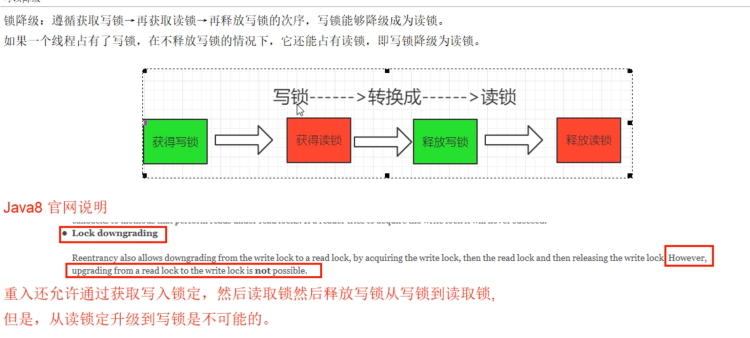 锁降级：遵循获取写锁→再获取读锁→再释放写锁的次序，写锁能够降级成为读锁。
如果一个线程占有了写锁，在不释放写锁的情况下，它还能占有读锁，即写锁降级为读锁。
写锁------>转换成------>读锁
获得写锁 获得读锁 释放写锁 释放读锁
Java8 官网说明
Lock downgrading
Reentrancy also allows downgrading from the write lock to a read lock, by acquiring the write lock, then the read lock and then releasing the write lock. However,
upgrading from a read lock to the write lock is not possible.
重入还允许通过获取写入锁定，然后读取锁然后释放写锁从写锁到读取锁,
但是，从读锁定升级到写锁是不可能的。